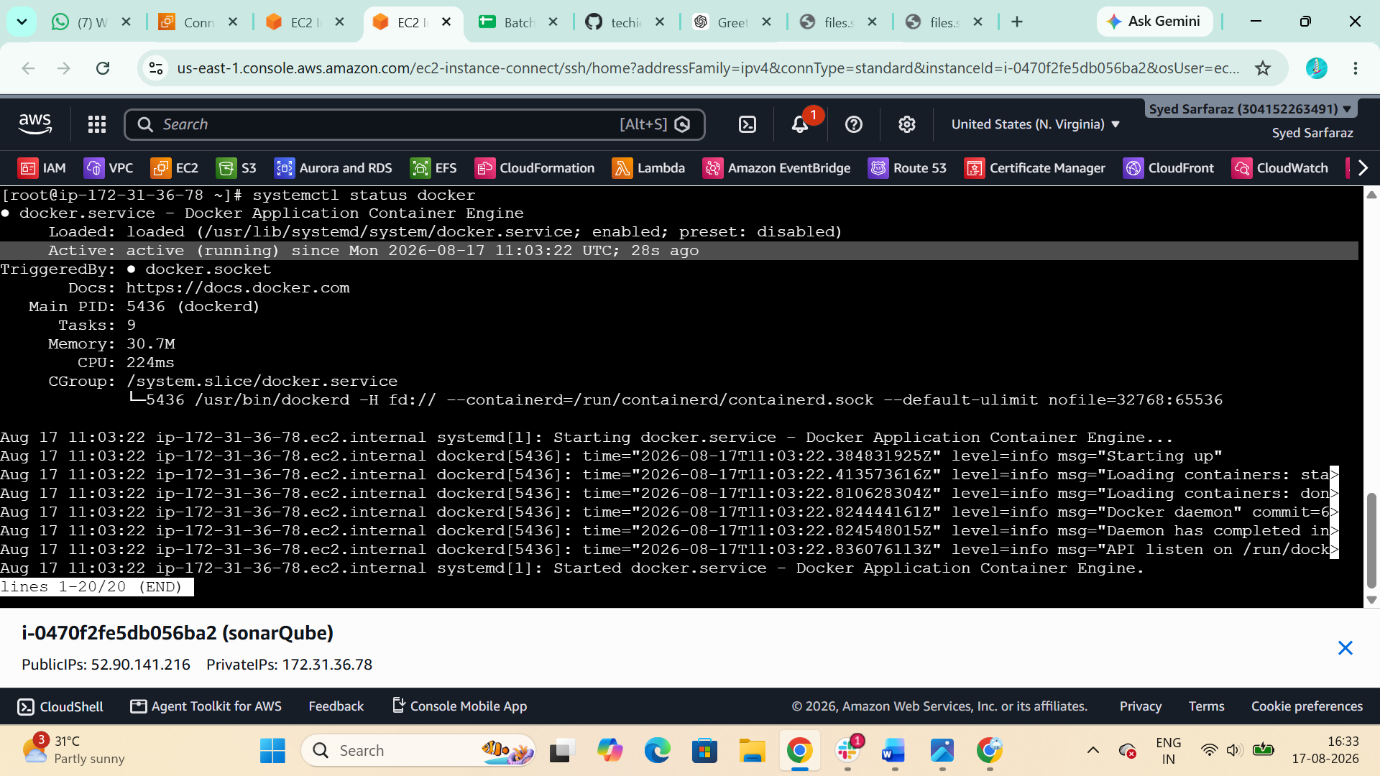 (7) W
Conn
EC2 I
EC2 I
Batch
techie
Greet
files.s
files.s
Ask Gemini
us-east-1.console.aws.amazon.com/ec2-instance-connect/ssh/home?addressFamily=ipv4&connType=standard&instanceId=i-0470f2fe5db056ba2&osUser=ec...
aws
Search
[Alt+S]
1
United States (N. Virginia)
Syed Sarfaraz (304152263491)
Syed Sarfaraz
IAM VPC EC2 S3 Aurora and RDS EFS CloudFormation Lambda Amazon EventBridge Route 53 Certificate Manager CloudFront CloudWatch
[root@ip-172-31-36-78 ~]# systemctl status docker
● docker.service - Docker Application Container Engine
Loaded: loaded (/usr/lib/systemd/system/docker.service; enabled; preset: disabled)
Active: active (running) since Mon 2026-08-17 11:03:22 UTC; 28s ago
TriggeredBy: ● docker.socket
Docs: https://docs.docker.com
Main PID: 5436 (dockerd)
Tasks: 9
Memory: 30.7M
CPU: 224ms
CGroup: /system.slice/docker.service
└─5436 /usr/bin/dockerd -H fd:// --containerd=/run/containerd/containerd.sock --default-ulimit nofile=32768:65536
Aug 17 11:03:22 ip-172-31-36-78.ec2.internal systemd[1]: Starting docker.service - Docker Application Container Engine...
Aug 17 11:03:22 ip-172-31-36-78.ec2.internal dockerd[5436]: time="2026-08-17T11:03:22.384831925Z" level=info msg="Starting up"
Aug 17 11:03:22 ip-172-31-36-78.ec2.internal dockerd[5436]: time="2026-08-17T11:03:22.413573616Z" level=info msg="Loading containers: sta>
Aug 17 11:03:22 ip-172-31-36-78.ec2.internal dockerd[5436]: time="2026-08-17T11:03:22.810628304Z" level=info msg="Loading containers: don>
Aug 17 11:03:22 ip-172-31-36-78.ec2.internal dockerd[5436]: time="2026-08-17T11:03:22.824444161Z" level=info msg="Docker daemon" commit=6>
Aug 17 11:03:22 ip-172-31-36-78.ec2.internal dockerd[5436]: time="2026-08-17T11:03:22.824548015Z" level=info msg="Daemon has completed in>
Aug 17 11:03:22 ip-172-31-36-78.ec2.internal dockerd[5436]: time="2026-08-17T11:03:22.836076113Z" level=info msg="API listen on /run/dock>
Aug 17 11:03:22 ip-172-31-36-78.ec2.internal systemd[1]: Started docker.service - Docker Application Container Engine.
lines 1-20/20 (END)
i-0470f2fe5db056ba2 (sonarQube)
PublicIPs: 52.90.141.216 PrivateIPs: 172.31.36.78
CloudShell Agent Toolkit for AWS Feedback Console Mobile App © 2026, Amazon Web Services, Inc. or its affiliates. Privacy Terms Cookie preferences
3
31°C
Partly sunny
Search
1
ENG
IN
16:33
17-08-2026